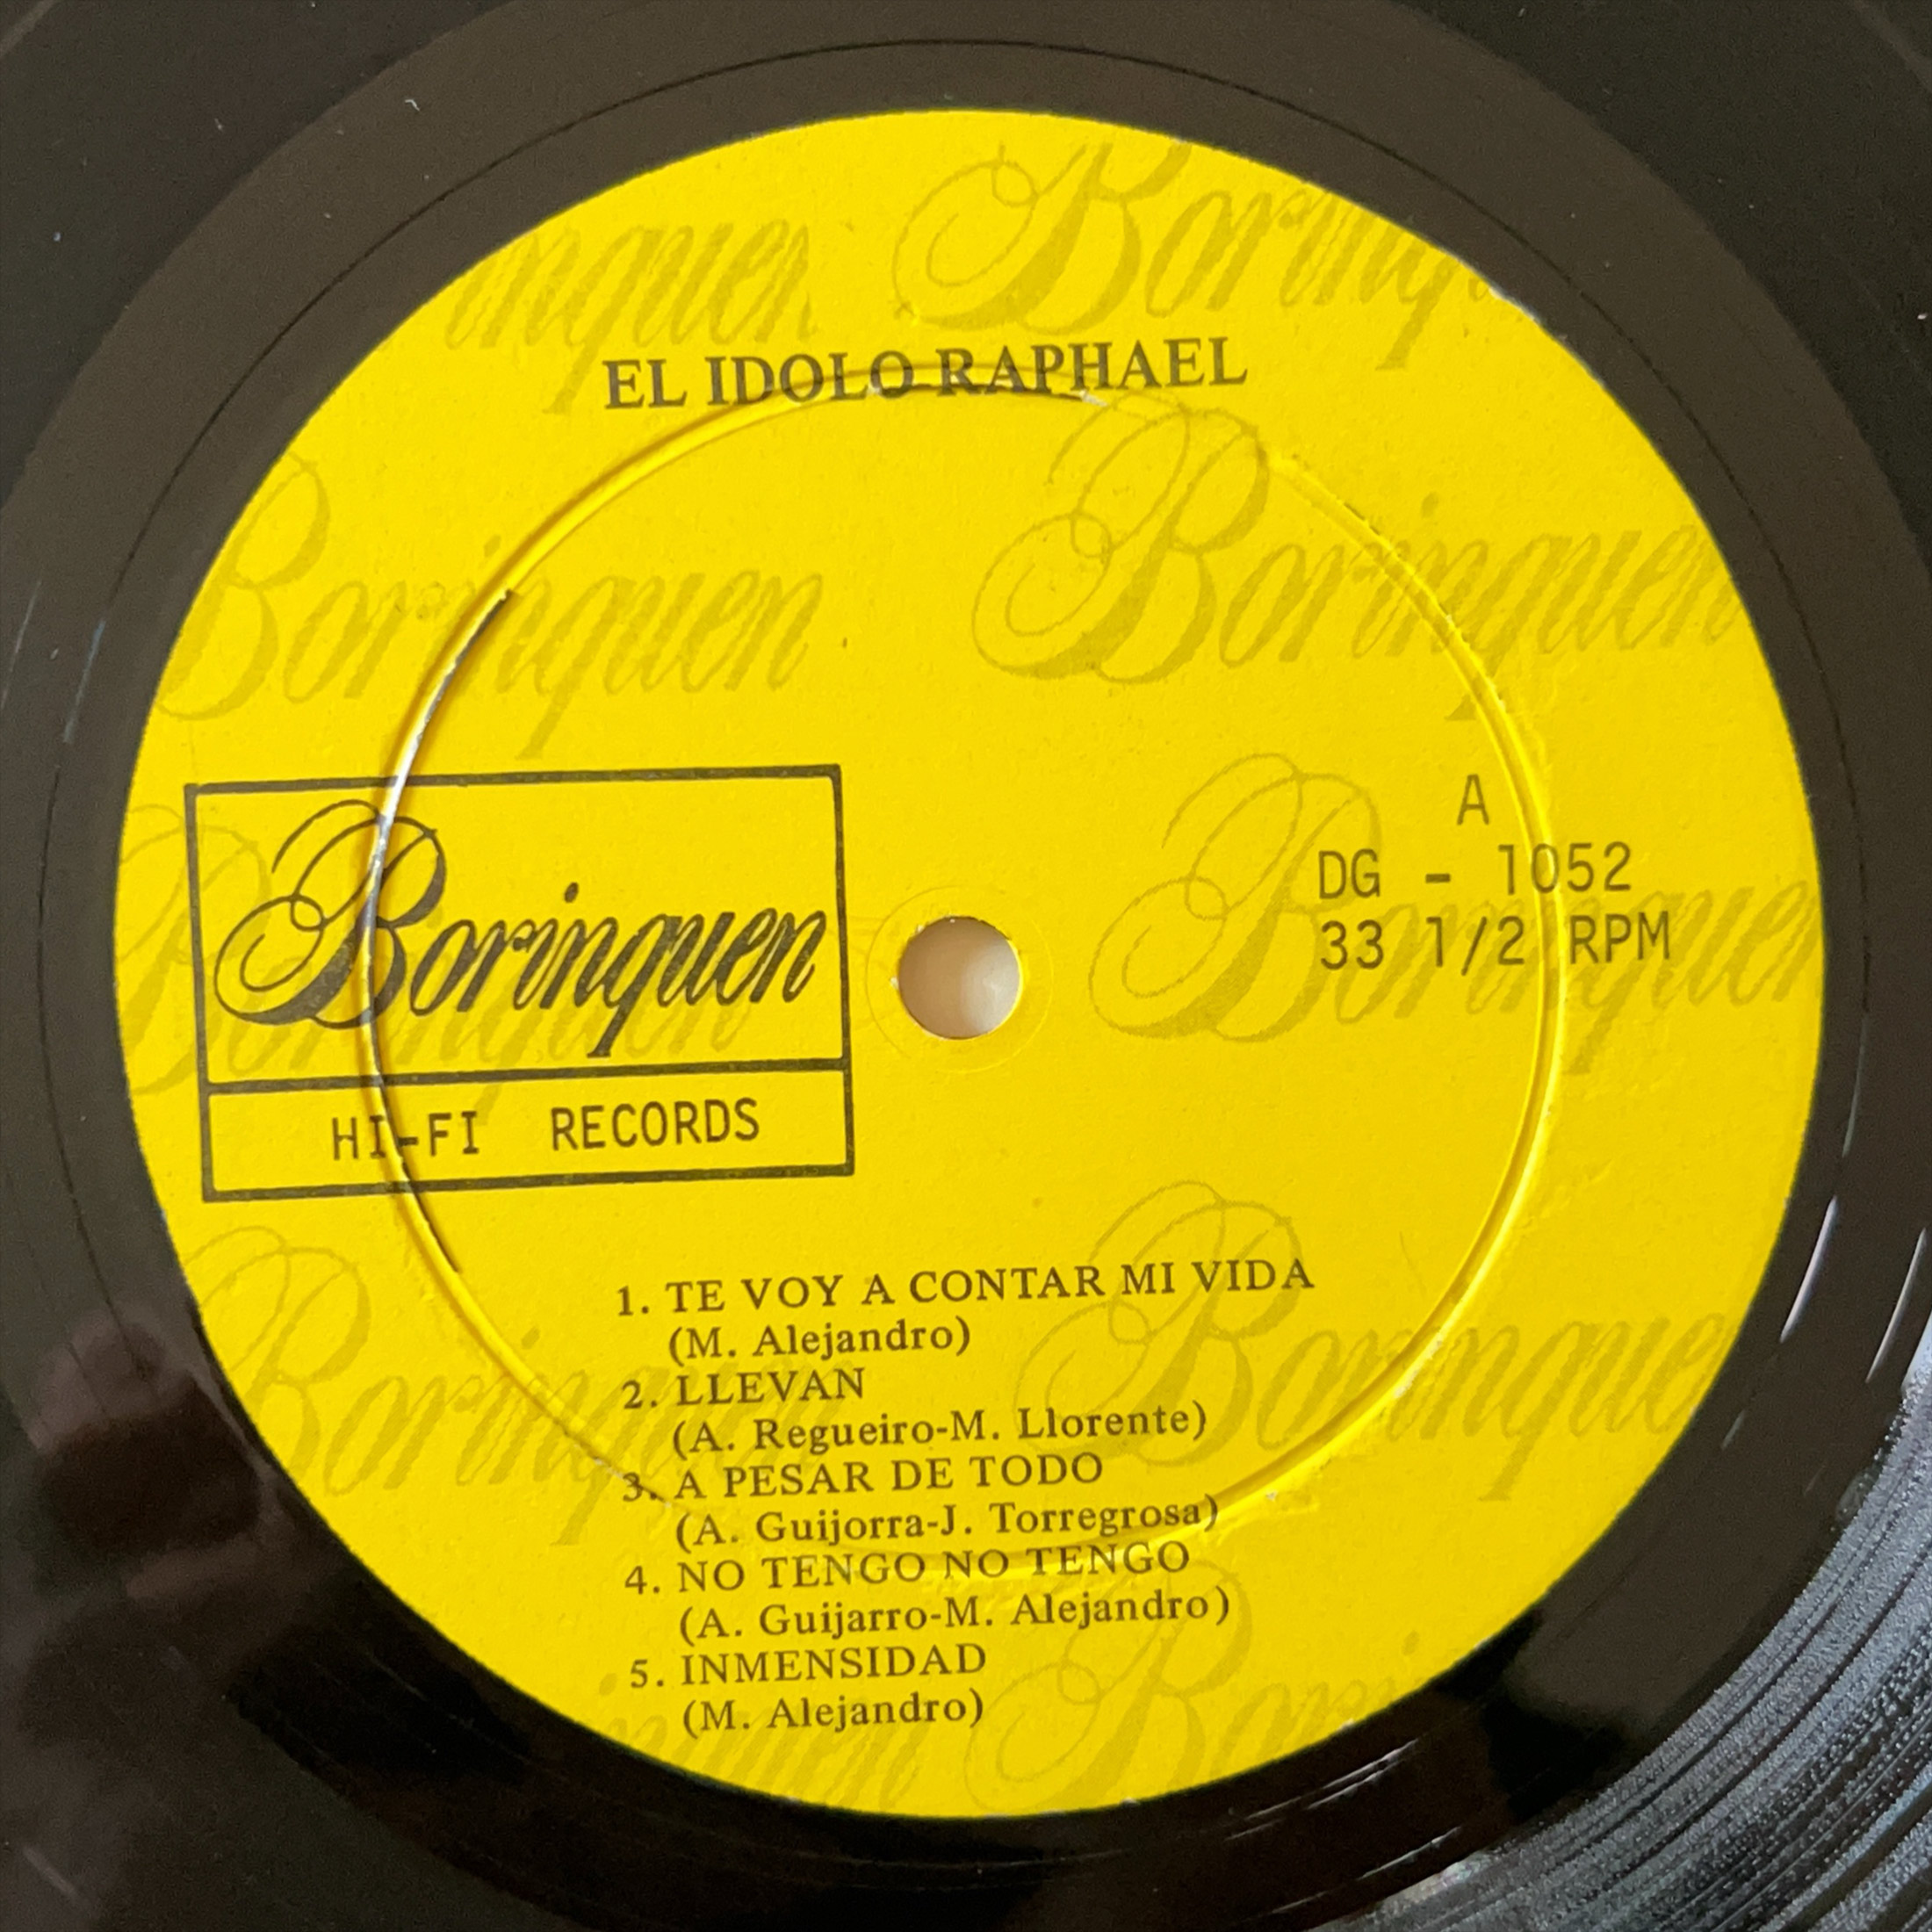 EL IDOLO RAPHAEL
Borinquen
HI-FI RECORDS
A
DG - 1052
33 1/2 RPM
1. TE VOY A CONTAR MI VIDA
(M. Alejandro)
2. LLEVAN
(A. Regueiro-M. Llorente)
3. A PESAR DE TODO
(A. Guijorra-J. Torregrosa)
4. NO TENGO NO TENGO
(A. Guijarro-M. Alejandro)
5. INMENSIDAD
(M. Alejandro)